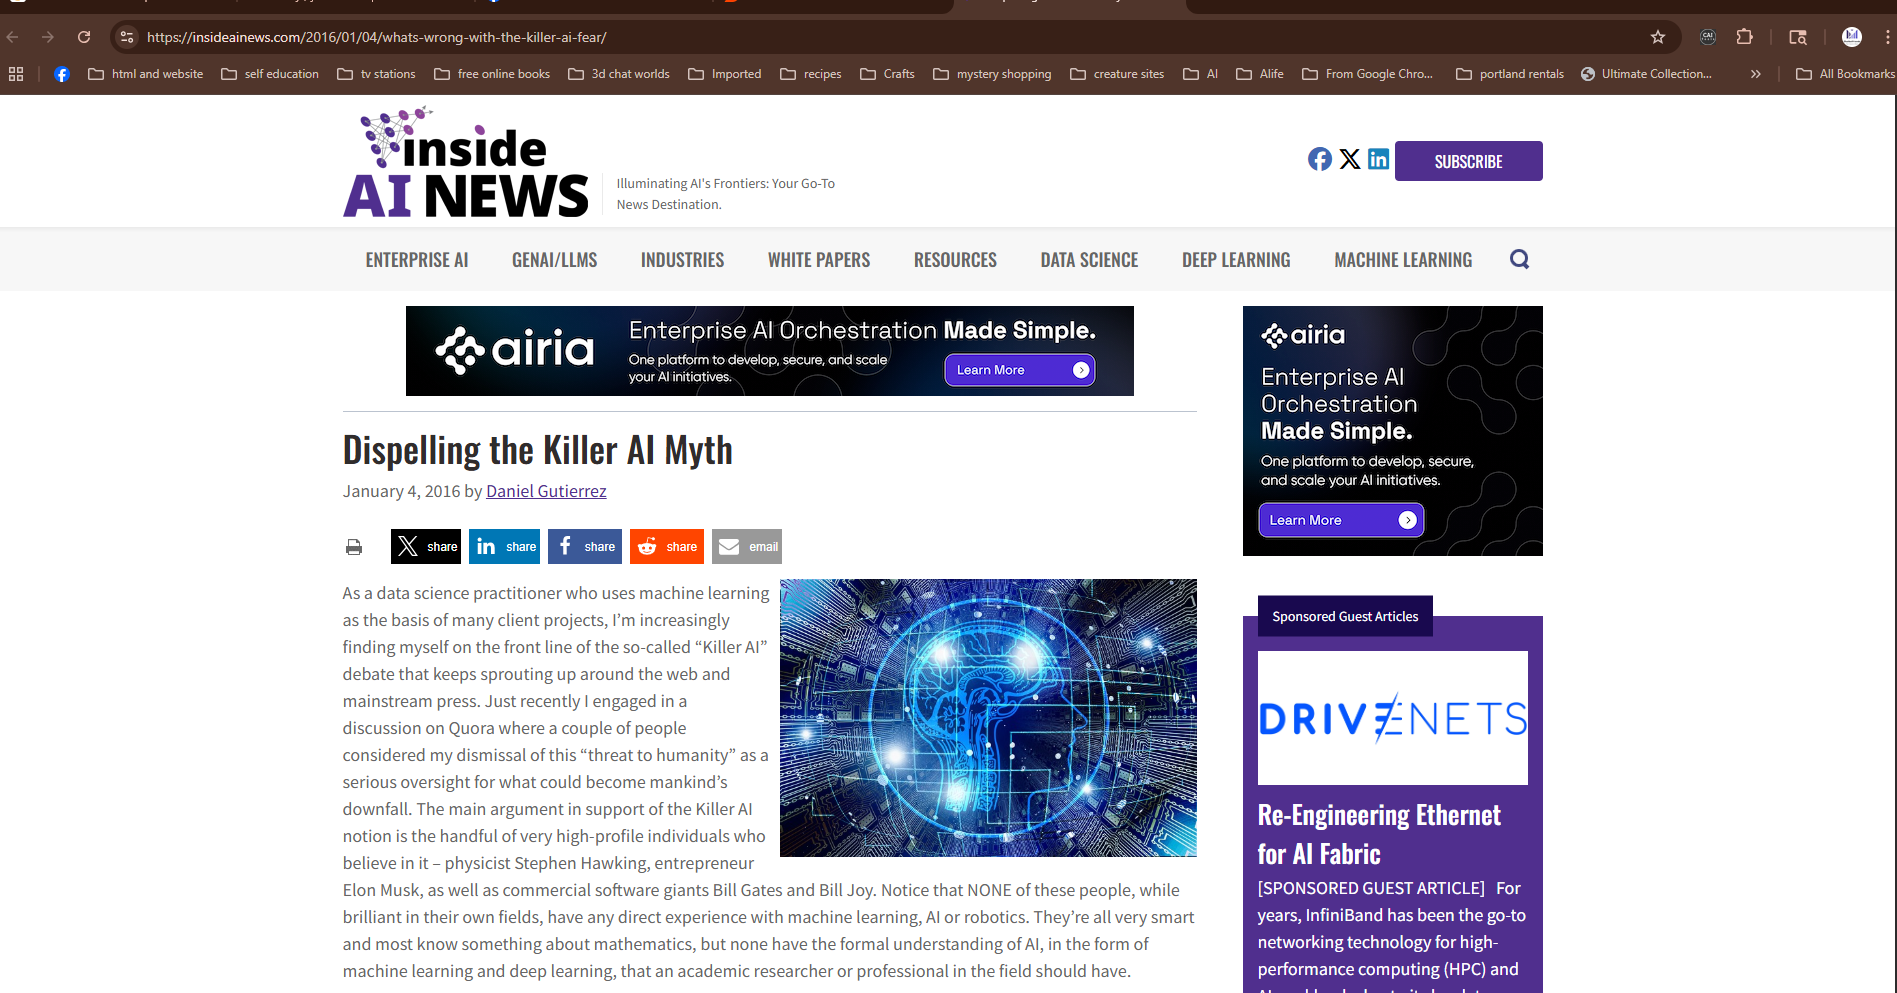 https://insideainews.com/2016/01/04/whats-wrong-with-the-killer-ai-fear/
CAI
html and website
self education
tv stations
free online books
3d chat worlds
Imported
recipes
Crafts
mystery shopping
creature sites
AI
Alife
From Google Chro...
portland rentals
Ultimate Collection...
All Bookmarks
inside
AI NEWS
Illuminating AI's Frontiers: Your Go-To
News Destination.
SUBSCRIBE
ENTERPRISE AI
GENAI/LLMS
INDUSTRIES
WHITE PAPERS
RESOURCES
DATA SCIENCE
DEEP LEARNING
MACHINE LEARNING
airia
Enterprise AI Orchestration Made Simple.
One platform to develop, secure, and scale
your AI initiatives.
Learn More
Dispelling the Killer AI Myth
January 4, 2016 by Daniel Gutierrez
share
share
share
share
email
As a data science practitioner who uses machine learning
as the basis of many client projects, I’m increasingly
finding myself on the front line of the so-called “Killer AI”
debate that keeps sprouting up around the web and
mainstream press. Just recently I engaged in a
discussion on Quora where a couple of people
considered my dismissal of this “threat to humanity” as a
serious oversight for what could become mankind’s
downfall. The main argument in support of the Killer AI
notion is the handful of very high-profile individuals who
believe in it – physicist Stephen Hawking, entrepreneur
Elon Musk, as well as commercial software giants Bill Gates and Bill Joy. Notice that NONE of these people, while
brilliant in their own fields, have any direct experience with machine learning, AI or robotics. They’re all very smart
and most know something about mathematics, but none have the formal understanding of AI, in the form of
machine learning and deep learning, that an academic researcher or professional in the field should have.
airia
Enterprise AI
Orchestration
Made Simple.
One platform to develop, secure,
and scale your AI initiatives.
Learn More
Sponsored Guest Articles
DRIVENETS
Re-Engineering Ethernet
for AI Fabric
[SPONSORED GUEST ARTICLE] For
years, InfiniBand has been the go-to
networking technology for high-
performance computing (HPC) and